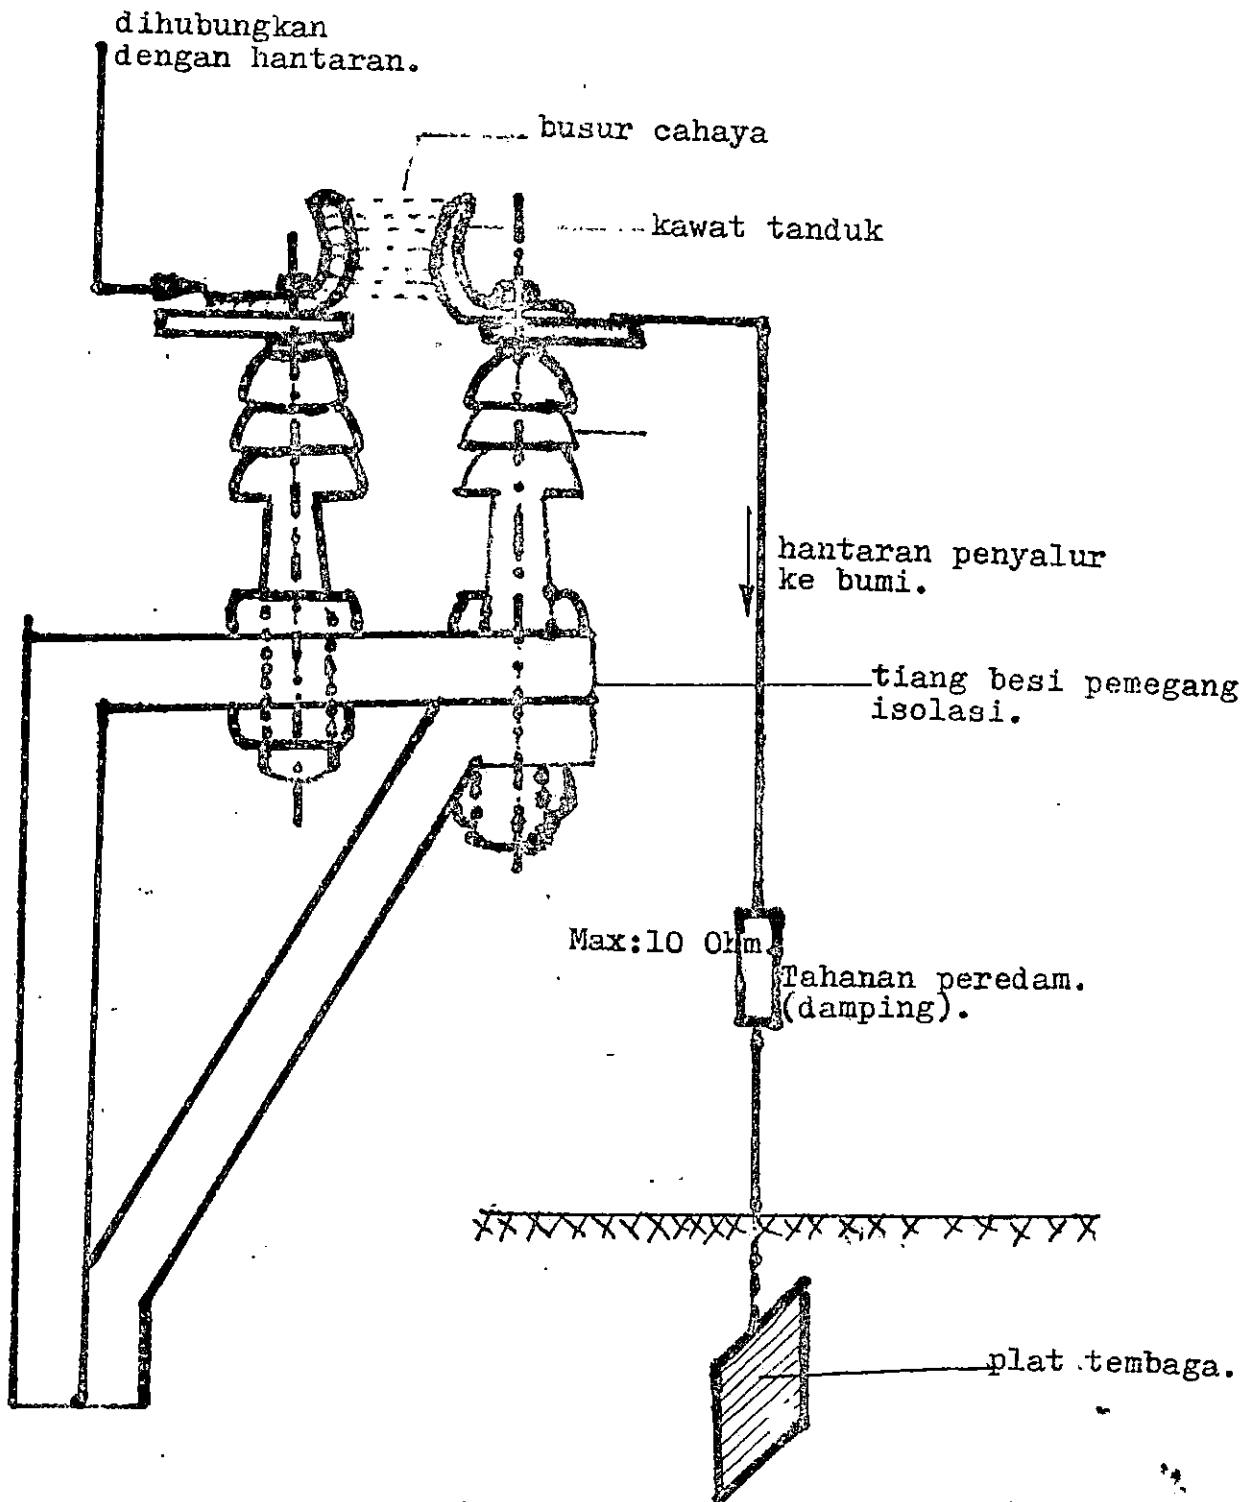 dihubungkan
dengan hantaran.
busur cahaya
kawat tanduk
hantaran penyalur
ke bumi.
tiang besi pemegang
isolasi.
Max:10 Ohm
Tahanan peredam.
(damping).
plat tembaga.